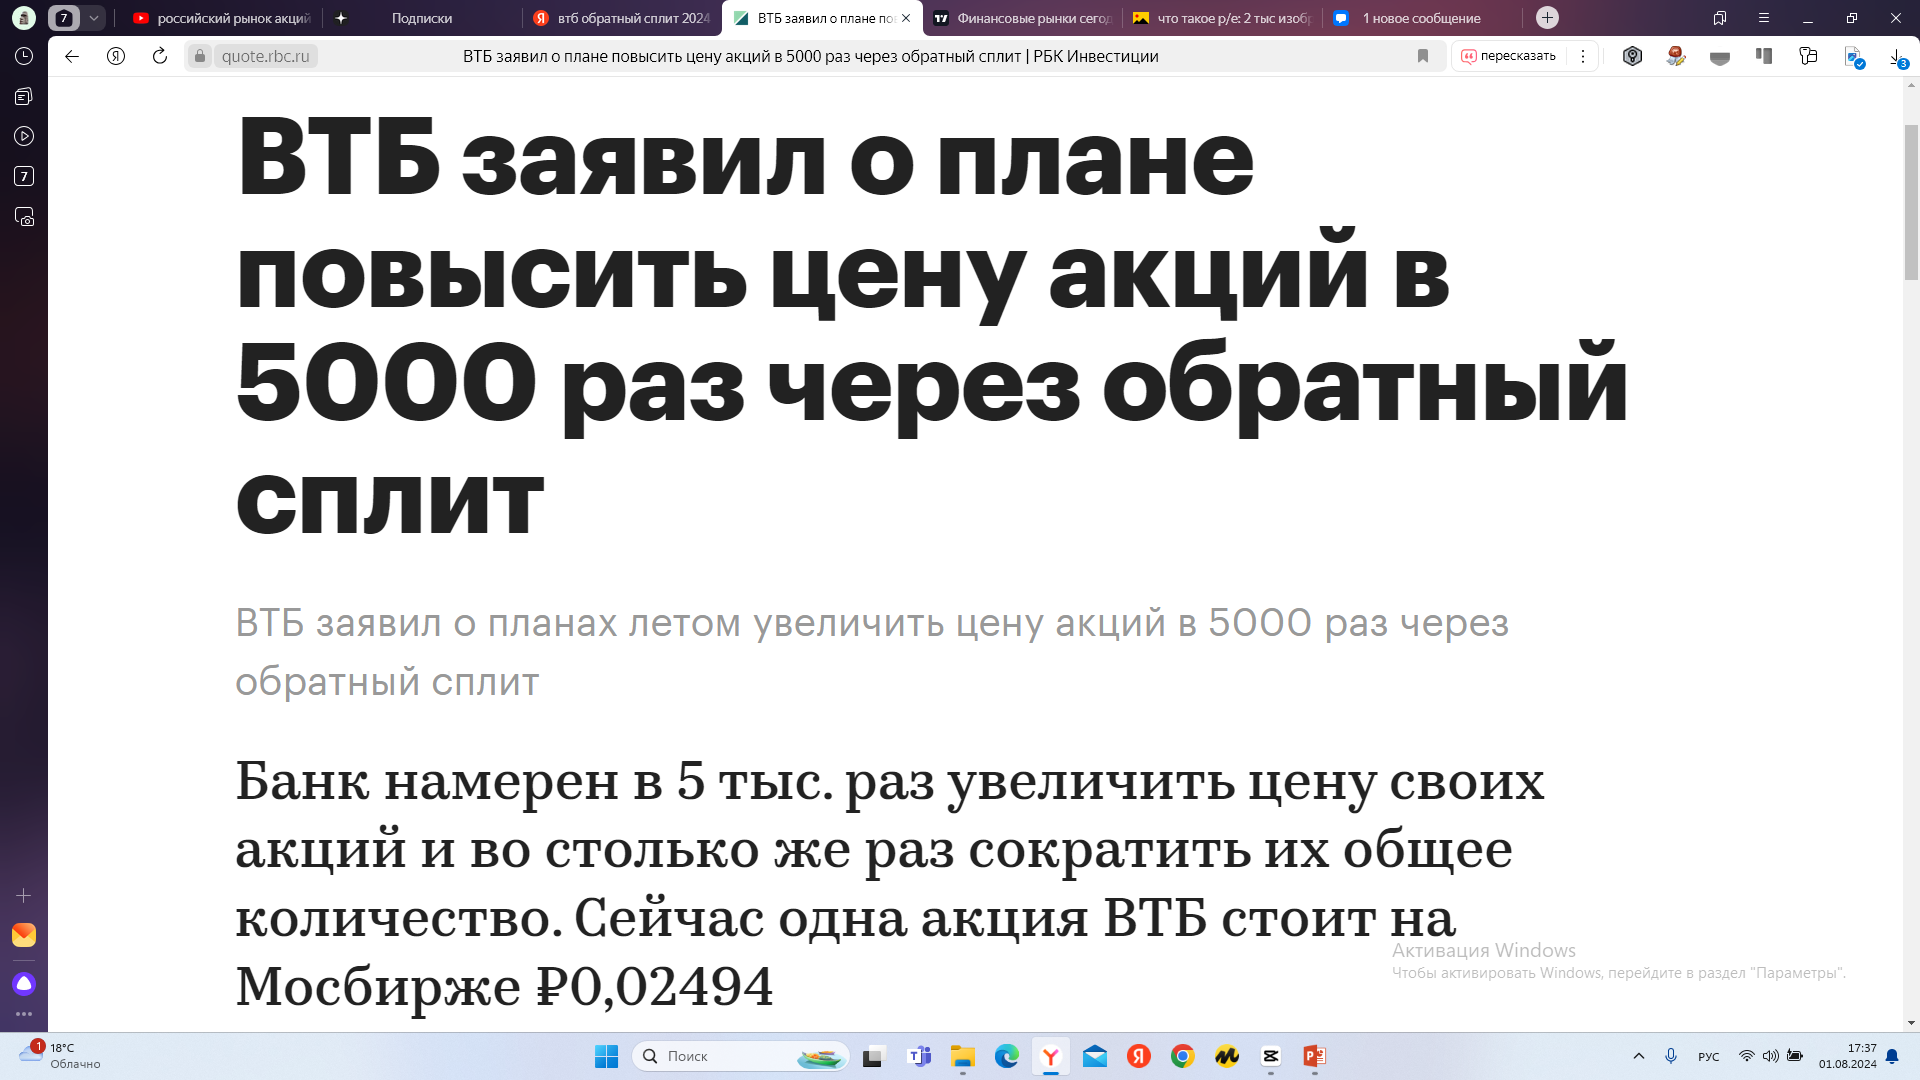 7
российский рынок акций
Подписки
втб обратный сплит 2024
ВТБ заявил о плане по
Финансовые рынки сегод
что такое p/e: 2 тыс изоб
1 новое сообщение
quote.rbc.ru
ВТБ заявил о плане повысить цену акций в 5000 раз через обратный сплит | РБК Инвестиции
пересказать
3
7
ВТБ заявил о плане
повысить цену акций в
5000 раз через обратный
сплит
ВТБ заявил о планах летом увеличить цену акций в 5000 раз через
обратный сплит
Банк намерен в 5 тыс. раз увеличить цену своих
акций и во столько же раз сократить их общее
количество. Сейчас одна акция ВТБ стоит на
Мосбирже ₽0,02494
Активация Windows
Чтобы активировать Windows, перейдите в раздел "Параметры".
1
18°C
Облачно
Поиск
РУС
17:37
01.08.2024